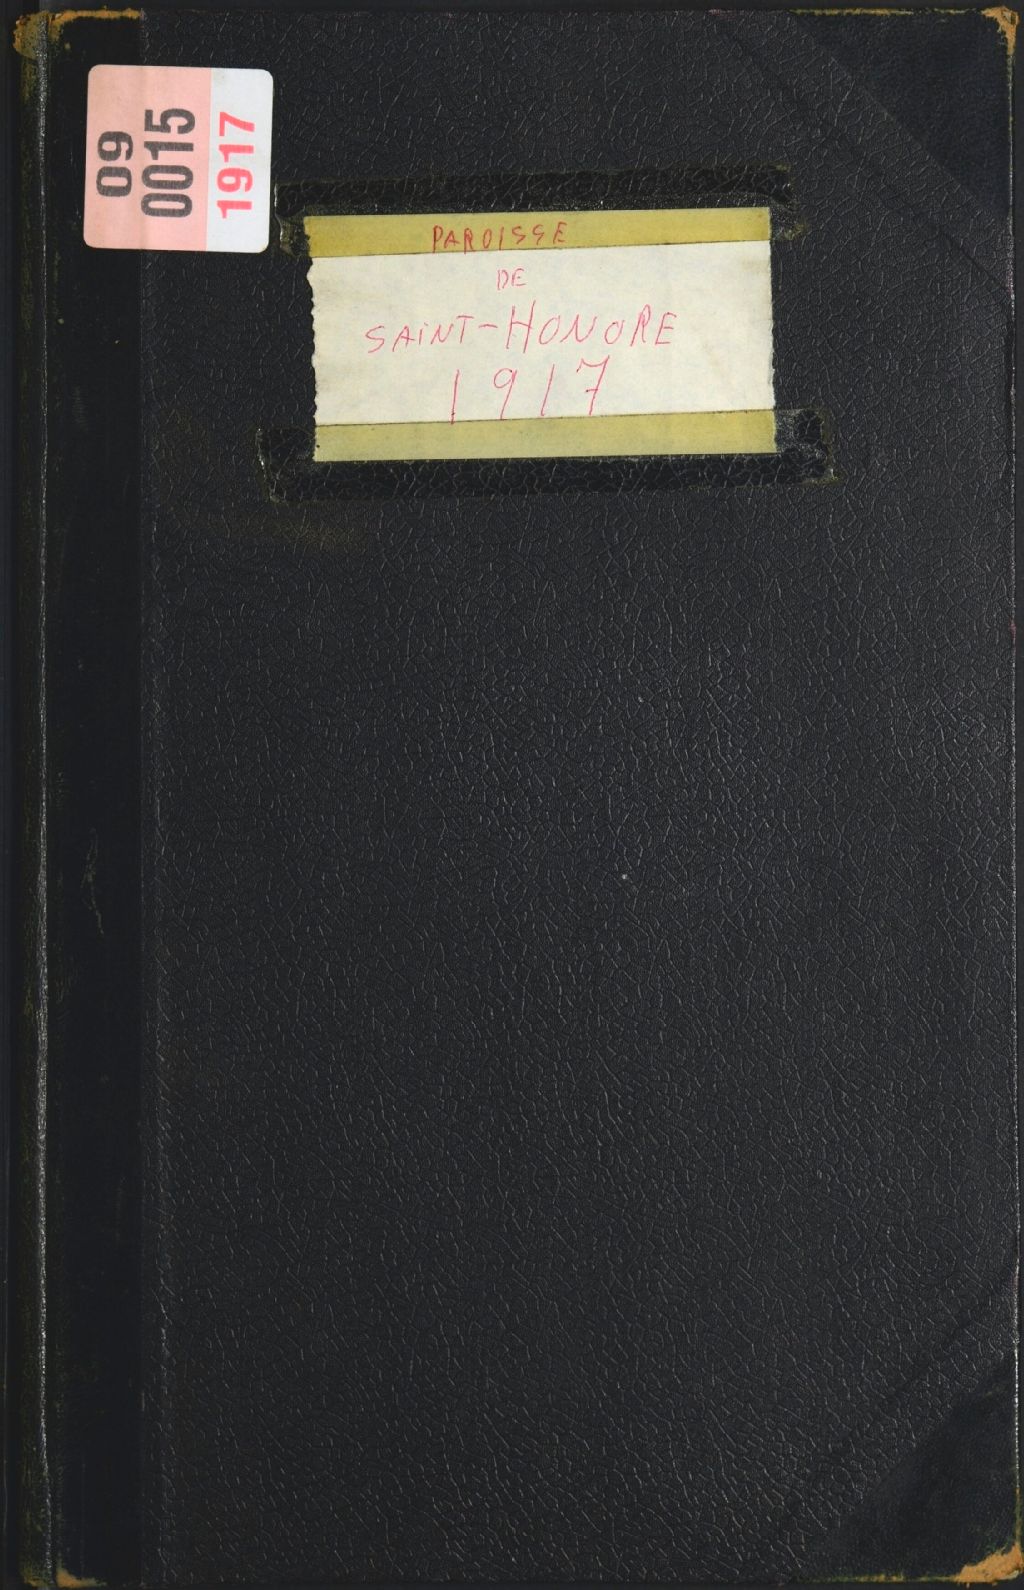 09
0015
1917
PAROISSE
DE
SAINT-HONORE
1917